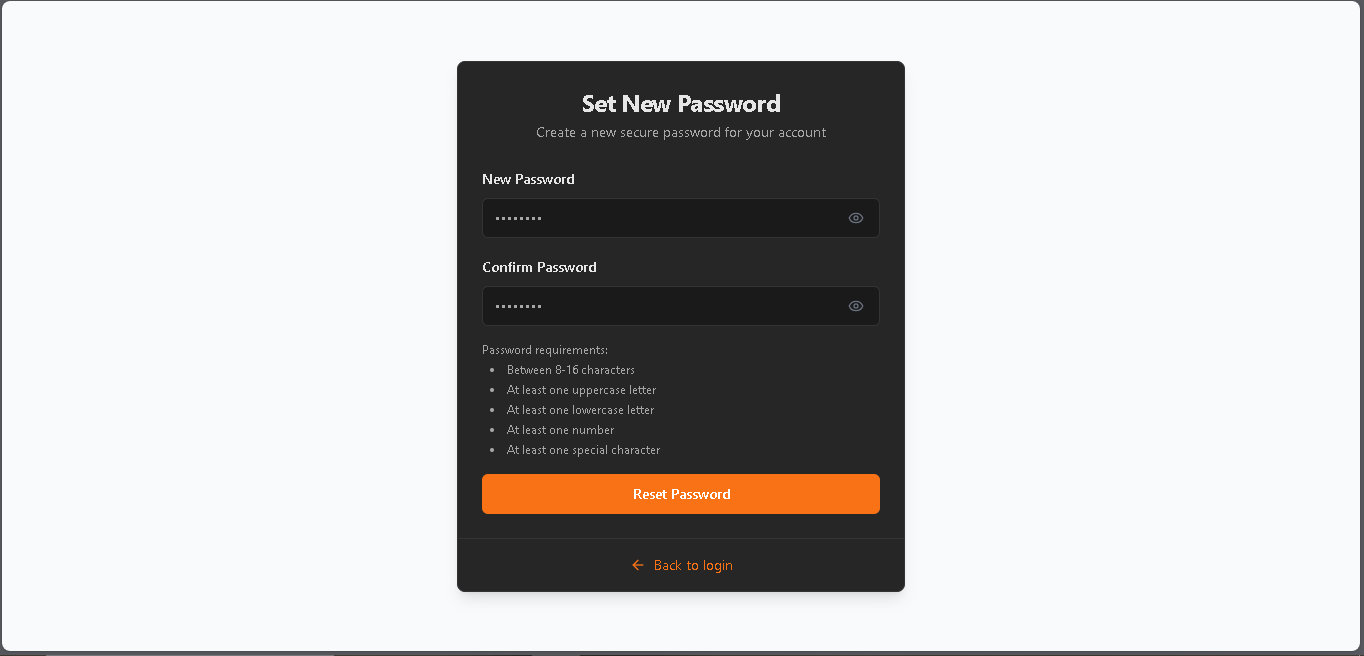 Set New Password
Create a new secure password for your account
New Password
••••••••
Confirm Password
••••••••
Password requirements:
• Between 8-16 characters
• At least one uppercase letter
• At least one lowercase letter
• At least one number
• At least one special character
Reset Password
← Back to login